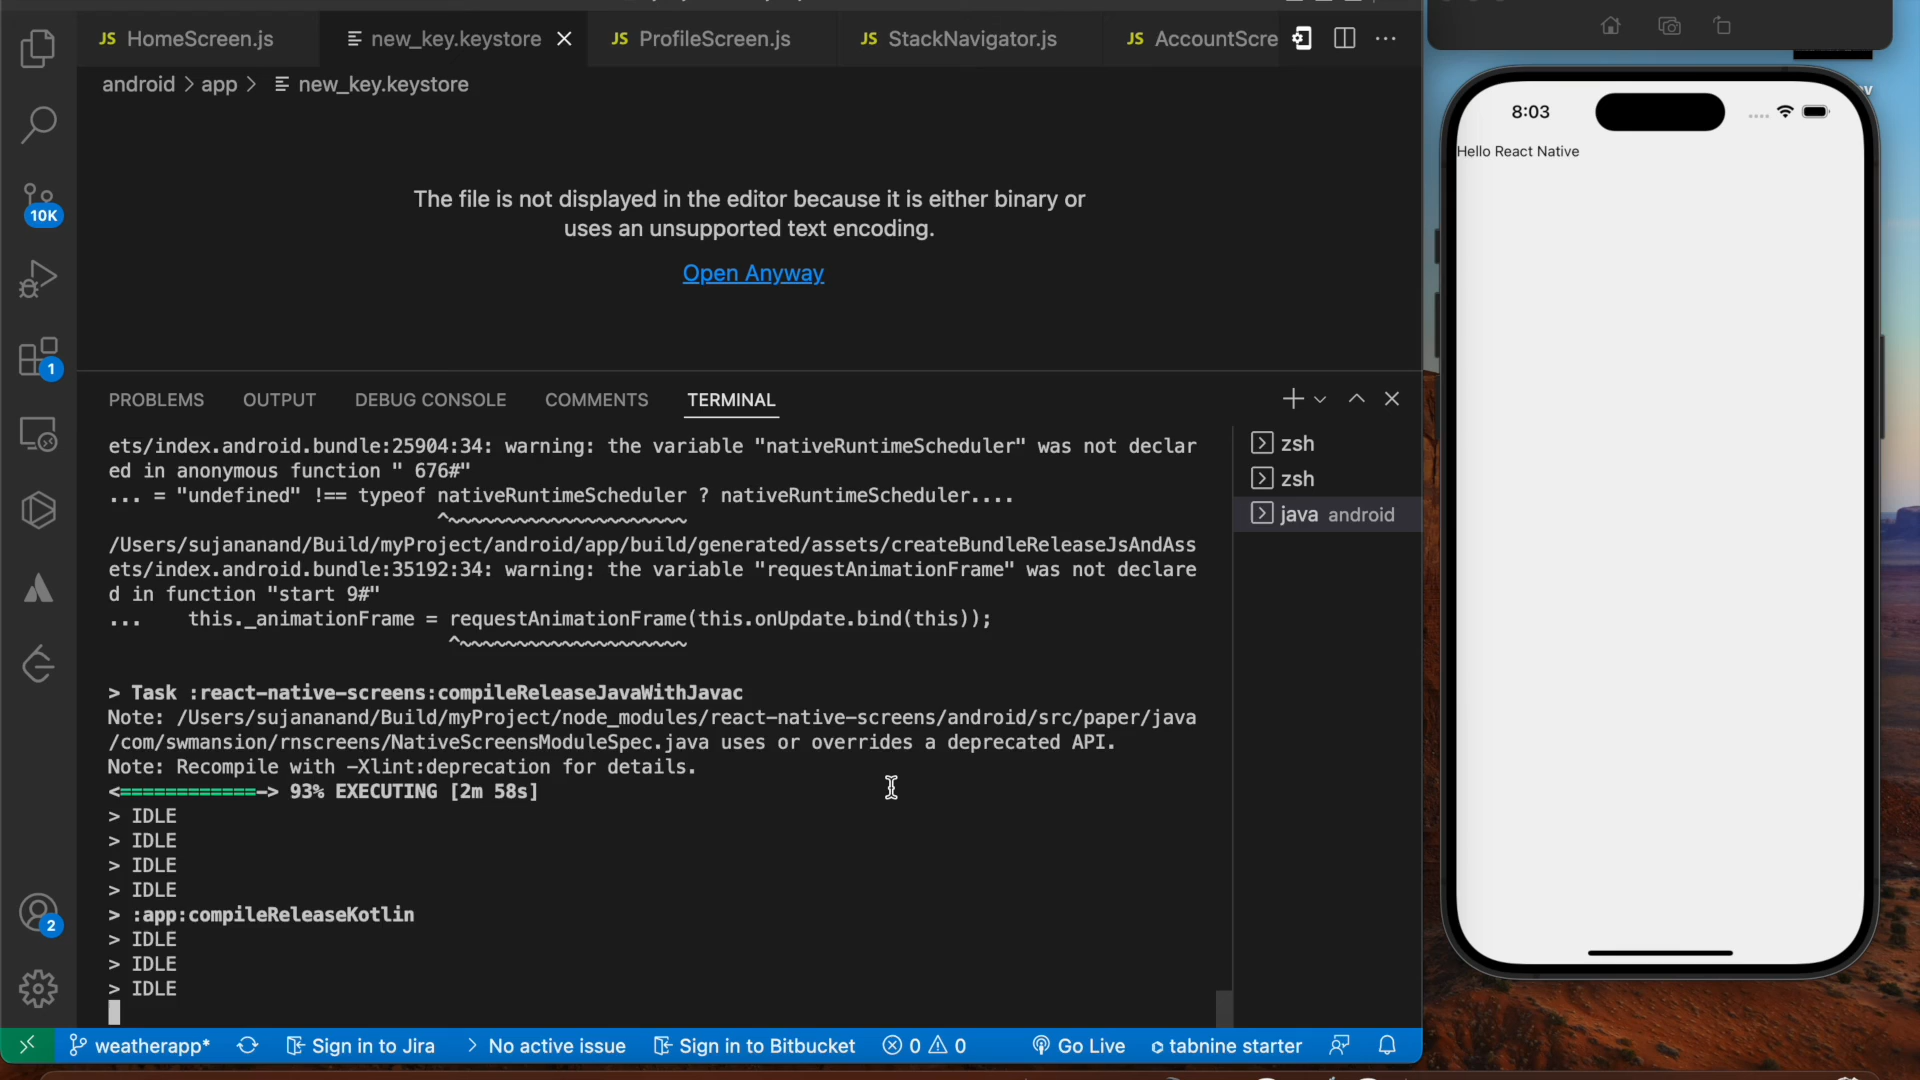 JS HomeScreen.js
new_key.keystore
JS ProfileScreen.js
JS StackNavigator.js
JS AccountScre
android > app > new_key.keystore
10K
1
2
The file is not displayed in the editor because it is either binary or
uses an unsupported text encoding.
Open Anyway
PROBLEMS OUTPUT DEBUG CONSOLE COMMENTS TERMINAL
ets/index.android.bundle:25904:34: warning: the variable "nativeRuntimeScheduler" was not declar
ed in anonymous function " 676#"
... = "undefined" !== typeof nativeRuntimeScheduler ? nativeRuntimeScheduler....
^~~~~~~~~~~~~~~~~~~~~~
/Users/sujananand/Build/myProject/android/app/build/generated/assets/createBundleReleaseJsAndAss
ets/index.android.bundle:35192:34: warning: the variable "requestAnimationFrame" was not declare
d in function "start 9#"
...    this._animationFrame = requestAnimationFrame(this.onUpdate.bind(this));
^~~~~~~~~~~~~~~~~~~~~
> Task :react-native-screens:compileReleaseJavaWithJavac
Note: /Users/sujananand/Build/myProject/node_modules/react-native-screens/android/src/paper/java
/com/swmansion/rnscreens/NativeScreensModuleSpec.java uses or overrides a deprecated API.
Note: Recompile with -Xlint:deprecation for details.
<============-> 93% EXECUTING [2m 58s]
> IDLE
> IDLE
> IDLE
> IDLE
> :app:compileReleaseKotlin
> IDLE
> IDLE
> IDLE
zsh
zsh
java android
weatherapp* Sign in to Jira > No active issue Sign in to Bitbucket 0 0 Go Live tabnine starter
8:03
Hello React Native